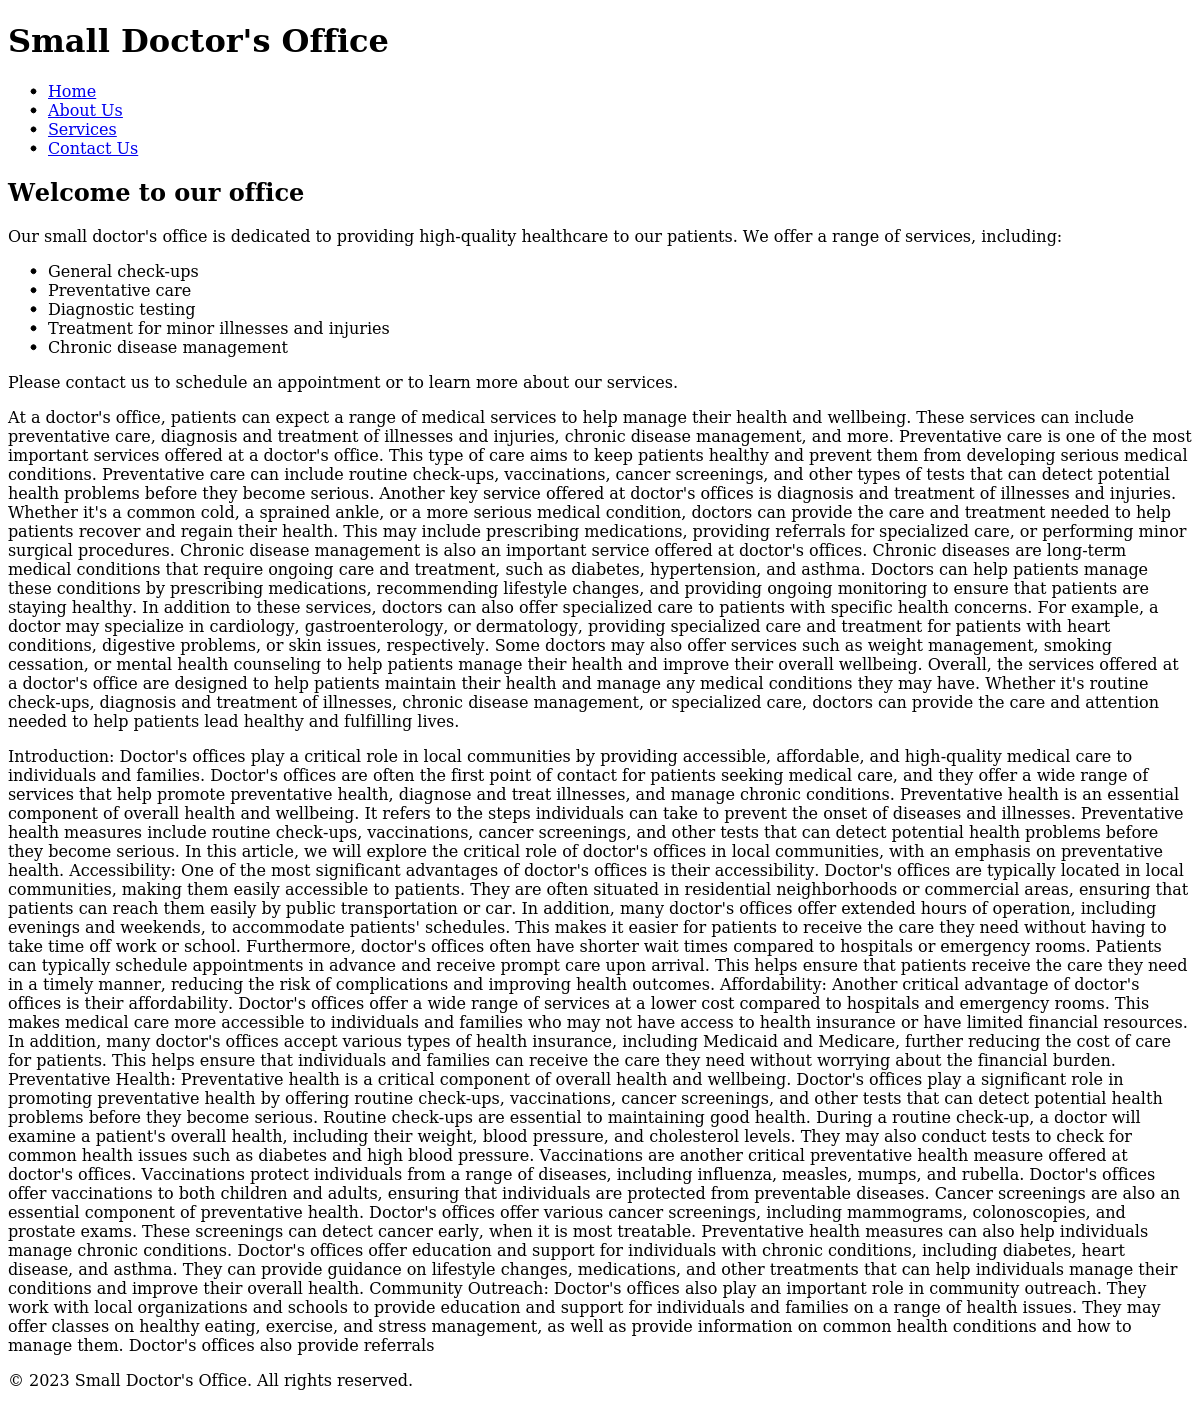 Small Doctor's Office
Home
About Us
Services
Contact Us
Welcome to our office
Our small doctor's office is dedicated to providing high-quality healthcare to our patients. We offer a range of services, including:
General check-ups
Preventative care
Diagnostic testing
Treatment for minor illnesses and injuries
Chronic disease management
Please contact us to schedule an appointment or to learn more about our services.
At a doctor's office, patients can expect a range of medical services to help manage their health and wellbeing. These services can include
preventative care, diagnosis and treatment of illnesses and injuries, chronic disease management, and more. Preventative care is one of the most
important services offered at a doctor's office. This type of care aims to keep patients healthy and prevent them from developing serious medical
conditions. Preventative care can include routine check-ups, vaccinations, cancer screenings, and other types of tests that can detect potential
health problems before they become serious. Another key service offered at doctor's offices is diagnosis and treatment of illnesses and injuries.
Whether it's a common cold, a sprained ankle, or a more serious medical condition, doctors can provide the care and treatment needed to help
patients recover and regain their health. This may include prescribing medications, providing referrals for specialized care, or performing minor
surgical procedures. Chronic disease management is also an important service offered at doctor's offices. Chronic diseases are long-term
medical conditions that require ongoing care and treatment, such as diabetes, hypertension, and asthma. Doctors can help patients manage
these conditions by prescribing medications, recommending lifestyle changes, and providing ongoing monitoring to ensure that patients are
staying healthy. In addition to these services, doctors can also offer specialized care to patients with specific health concerns. For example, a
doctor may specialize in cardiology, gastroenterology, or dermatology, providing specialized care and treatment for patients with heart
conditions, digestive problems, or skin issues, respectively. Some doctors may also offer services such as weight management, smoking
cessation, or mental health counseling to help patients manage their health and improve their overall wellbeing. Overall, the services offered at
a doctor's office are designed to help patients maintain their health and manage any medical conditions they may have. Whether it's routine
check-ups, diagnosis and treatment of illnesses, chronic disease management, or specialized care, doctors can provide the care and attention
needed to help patients lead healthy and fulfilling lives.
Introduction: Doctor's offices play a critical role in local communities by providing accessible, affordable, and high-quality medical care to
individuals and families. Doctor's offices are often the first point of contact for patients seeking medical care, and they offer a wide range of
services that help promote preventative health, diagnose and treat illnesses, and manage chronic conditions. Preventative health is an essential
component of overall health and wellbeing. It refers to the steps individuals can take to prevent the onset of diseases and illnesses. Preventative
health measures include routine check-ups, vaccinations, cancer screenings, and other tests that can detect potential health problems before
they become serious. In this article, we will explore the critical role of doctor's offices in local communities, with an emphasis on preventative
health. Accessibility: One of the most significant advantages of doctor's offices is their accessibility. Doctor's offices are typically located in local
communities, making them easily accessible to patients. They are often situated in residential neighborhoods or commercial areas, ensuring that
patients can reach them easily by public transportation or car. In addition, many doctor's offices offer extended hours of operation, including
evenings and weekends, to accommodate patients' schedules. This makes it easier for patients to receive the care they need without having to
take time off work or school. Furthermore, doctor's offices often have shorter wait times compared to hospitals or emergency rooms. Patients
can typically schedule appointments in advance and receive prompt care upon arrival. This helps ensure that patients receive the care they need
in a timely manner, reducing the risk of complications and improving health outcomes. Affordability: Another critical advantage of doctor's
offices is their affordability. Doctor's offices offer a wide range of services at a lower cost compared to hospitals and emergency rooms. This
makes medical care more accessible to individuals and families who may not have access to health insurance or have limited financial resources.
In addition, many doctor's offices accept various types of health insurance, including Medicaid and Medicare, further reducing the cost of care
for patients. This helps ensure that individuals and families can receive the care they need without worrying about the financial burden.
Preventative Health: Preventative health is a critical component of overall health and wellbeing. Doctor's offices play a significant role in
promoting preventative health by offering routine check-ups, vaccinations, cancer screenings, and other tests that can detect potential health
problems before they become serious. Routine check-ups are essential to maintaining good health. During a routine check-up, a doctor will
examine a patient's overall health, including their weight, blood pressure, and cholesterol levels. They may also conduct tests to check for
common health issues such as diabetes and high blood pressure. Vaccinations are another critical preventative health measure offered at
doctor's offices. Vaccinations protect individuals from a range of diseases, including influenza, measles, mumps, and rubella. Doctor's offices
offer vaccinations to both children and adults, ensuring that individuals are protected from preventable diseases. Cancer screenings are also an
essential component of preventative health. Doctor's offices offer various cancer screenings, including mammograms, colonoscopies, and
prostate exams. These screenings can detect cancer early, when it is most treatable. Preventative health measures can also help individuals
manage chronic conditions. Doctor's offices offer education and support for individuals with chronic conditions, including diabetes, heart
disease, and asthma. They can provide guidance on lifestyle changes, medications, and other treatments that can help individuals manage their
conditions and improve their overall health. Community Outreach: Doctor's offices also play an important role in community outreach. They
work with local organizations and schools to provide education and support for individuals and families on a range of health issues. They may
offer classes on healthy eating, exercise, and stress management, as well as provide information on common health conditions and how to
manage them. Doctor's offices also provide referrals
© 2023 Small Doctor's Office. All rights reserved.